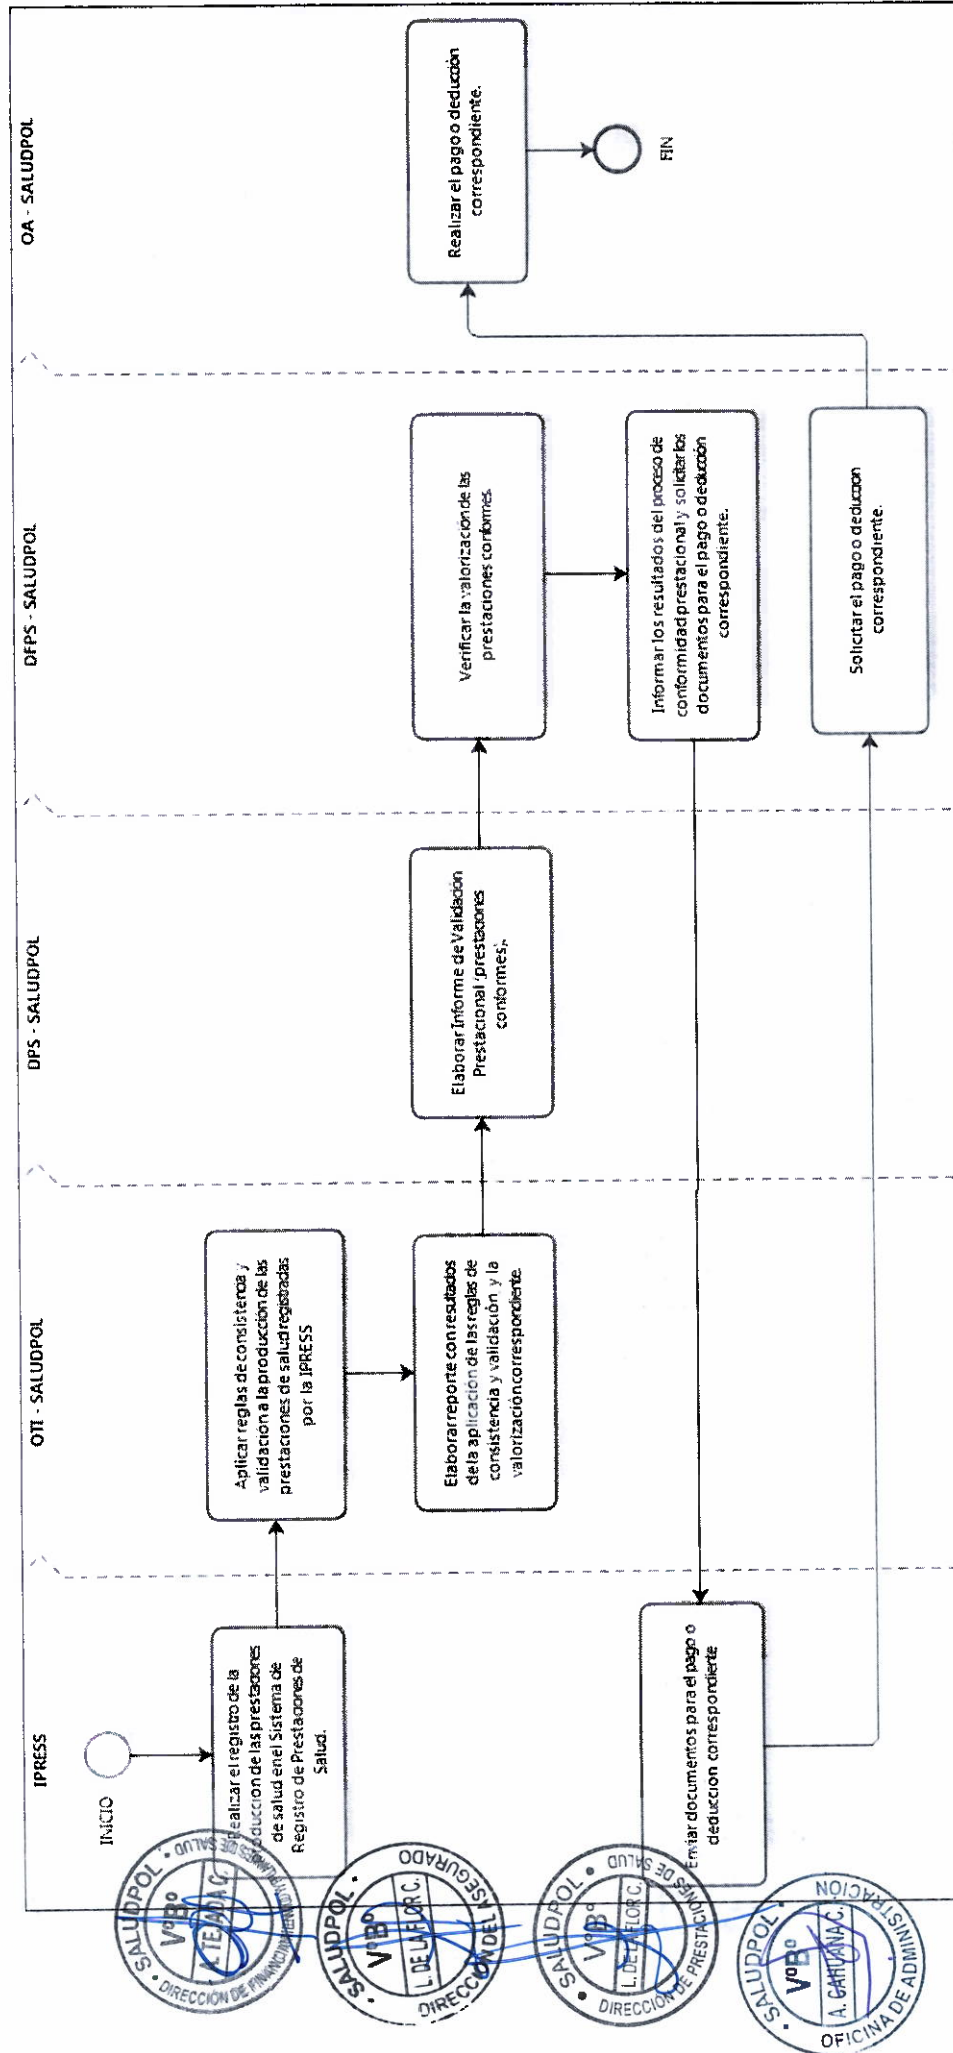 IPRESS
OTI - SALUDPOL
DPS - SALUDPOL
DFPS - SALUDPOL
OA - SALUDPOL
INICIO
Realizar el registro de la
producción de las prestaciones
de salud en el Sistema de
Registro de Prestaciones de
Salud.
Aplicar reglas de consistencia y
validación a la producción de las
prestaciones de salud registradas
por la IPRESS
Elaborar reporte con resultados
de la aplicación de las reglas de
consistencia y validación y la
valorización correspondiente.
Elaborar Informe de Validación
Prestacional (prestaciones
conformes).
Verificar la valorización de las
prestaciones conformes.
Informar los resultados del proceso de
conformidad prestacional y solicitar los
documentos para el pago o deducción
correspondiente.
Enviar documentos para el pago o
deduccion correspondiente
Solicitar el pago o deduccion
correspondiente.
Realizar el pago o deducción
correspondiente.
FIN
• SALUDPOL •
VºBº
A. TEJADA C.
DIRECCIÓN DE FINANCIAMIENTO DE SALUD
• SALUDPOL •
VºBº
L. DE LA FLOR C.
DIRECCIÓN DEL ASEGURADO
• SALUDPOL •
VºBº
L. DE LA FLOR C.
DIRECCIÓN DE PRESTACIONES DE SALUD
• SALUDPOL •
VºBº
A. CAHUANA C.
OFICINA DE ADMINISTRACIÓN